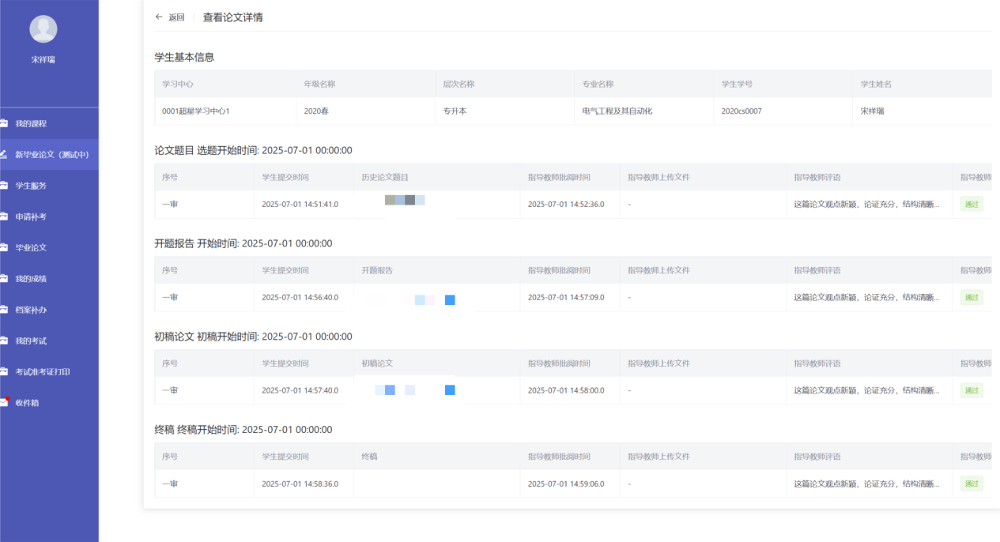 宋祥瑞
我的课程
新毕业论文（测试中）
学生服务
申请补考
毕业论文
我的成绩
档案补办
我的考试
考试准考证打印
收件箱
← 返回 查看论文详情
学生基本信息
学习中心 年级名称 层次名称 专业名称 学生学号 学生姓名
0001超星学习中心1 2020春 专升本 电气工程及其自动化 2020cs0007 宋祥瑞
论文题目 选题开始时间: 2025-07-01 00:00:00
序号 学生提交时间 历史论文题目 指导教师批阅时间 指导教师上传文件 指导教师评语 指导教师
一审 2025-07-01 14:51:41.0 2025-07-01 14:52:36.0 - 这篇论文观点新颖，论证充分，结构清晰... 通过
开题报告 开始时间: 2025-07-01 00:00:00
序号 学生提交时间 开题报告 指导教师批阅时间 指导教师上传文件 指导教师评语 指导教师
一审 2025-07-01 14:56:40.0 2025-07-01 14:57:09.0 - 这篇论文观点新颖，论证充分，结构清晰... 通过
初稿论文 初稿开始时间: 2025-07-01 00:00:00
序号 学生提交时间 初稿论文 指导教师批阅时间 指导教师上传文件 指导教师评语 指导教师
一审 2025-07-01 14:57:40.0 2025-07-01 14:58:00.0 - 这篇论文观点新颖，论证充分，结构清晰... 通过
终稿 终稿开始时间: 2025-07-01 00:00:00
序号 学生提交时间 终稿 指导教师批阅时间 指导教师上传文件 指导教师评语 指导教师
一审 2025-07-01 14:58:36.0 2025-07-01 14:59:06.0 - 这篇论文观点新颖，论证充分，结构清晰... 通过